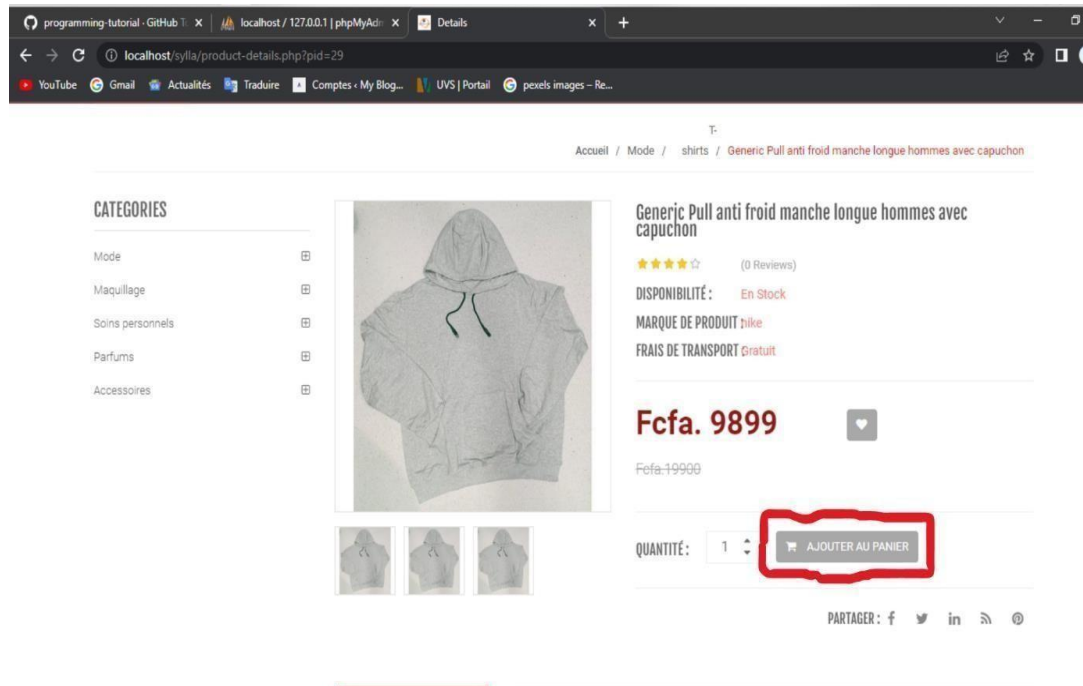 programming-tutorial · GitHub T
localhost / 127.0.0.1 | phpMyAdm
Details
localhost/sylla/product-details.php?pid=29
YouTube Gmail Actualités Traduire Comptes ‹ My Blog... UVS | Portail pexels images – Re...
Accueil / Mode / T-shirts / Generic Pull anti froid manche longue hommes avec capuchon
CATEGORIES
Mode
Maquillage
Soins personnels
Parfums
Accessoires
Generic Pull anti froid manche longue hommes avec
capuchon
(0 Reviews)
DISPONIBILITÉ : En Stock
MARQUE DE PRODUIT : nike
FRAIS DE TRANSPORT : Gratuit
Fcfa. 9899
Fcfa.19900
QUANTITÉ : 1 AJOUTER AU PANIER
PARTAGER :